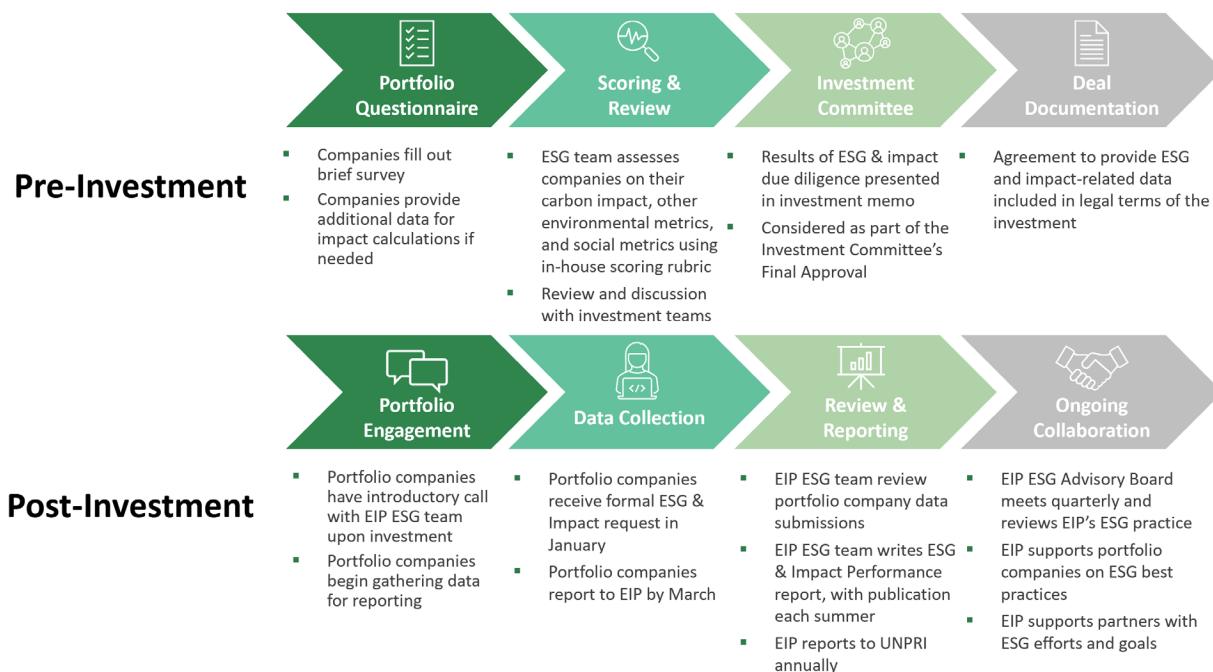 Portfolio
Questionnaire
Scoring &
Review
Investment
Committee
Deal
Documentation
Pre-Investment
▪ Companies fill out
brief survey
▪ Companies provide
additional data for
impact calculations if
needed
▪ ESG team assesses
companies on their
carbon impact, other
environmental metrics,
and social metrics using
in-house scoring rubric
▪ Review and discussion
with investment teams
▪ Results of ESG & impact
due diligence presented
in investment memo
▪ Considered as part of the
Investment Committee's
Final Approval
▪ Agreement to provide ESG
and impact-related data
included in legal terms of the
investment
Portfolio
Engagement
Data Collection
Review &
Reporting
Ongoing
Collaboration
Post-Investment
▪ Portfolio companies
have introductory call
with EIP ESG team
upon investment
▪ Portfolio companies
begin gathering data
for reporting
▪ Portfolio companies
receive formal ESG &
Impact request in
January
▪ Portfolio companies
report to EIP by March
▪ EIP ESG team review
portfolio company data
submissions
▪ EIP ESG team writes ESG
& Impact Performance
report, with publication
each summer
▪ EIP reports to UNPRI
annually
▪ EIP ESG Advisory Board
meets quarterly and
reviews EIP's ESG practice
▪ EIP supports portfolio
companies on ESG best
practices
▪ EIP supports partners with
ESG efforts and goals